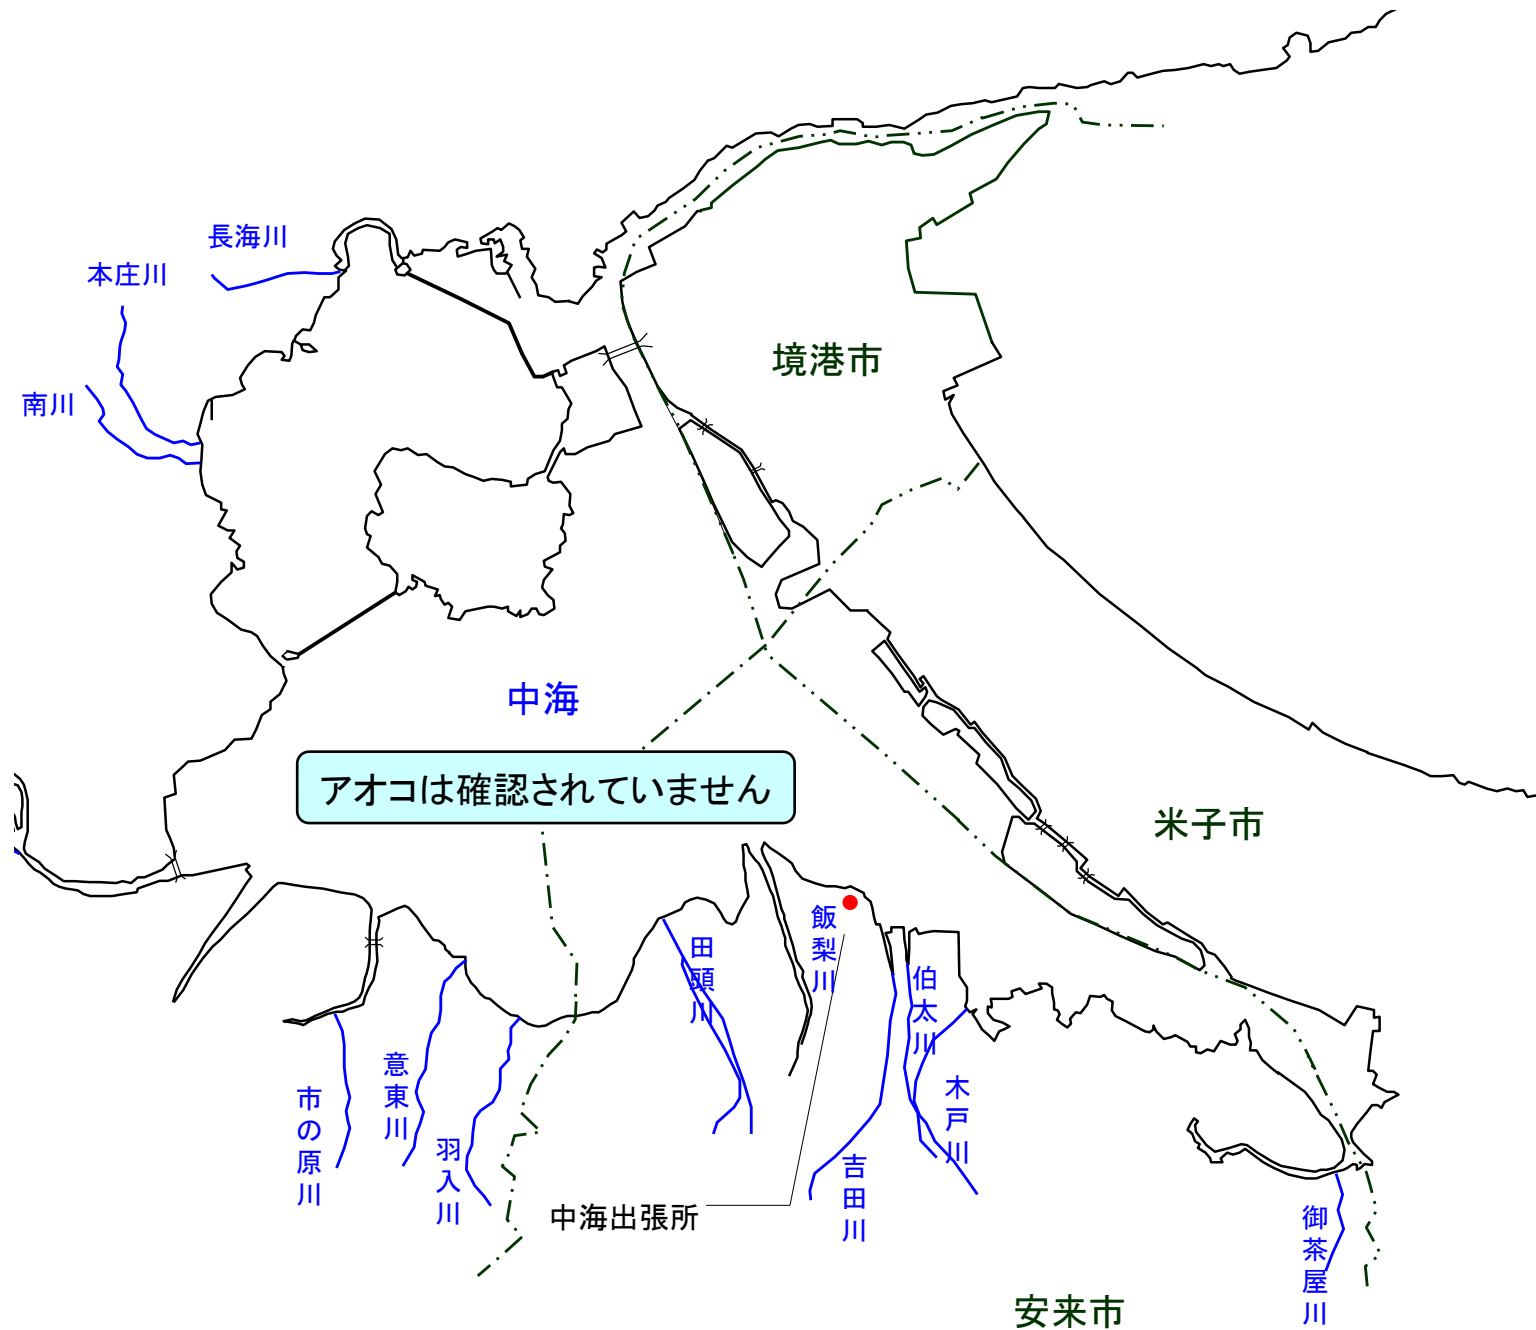 長海川
本庄川
境港市
南川
中海
アオコは確認されていません
米子市
飯梨川
田頭川
伯太川
意東川
木戸川
市の原川
羽入川
吉田川
中海出張所
御茶屋川
安来市